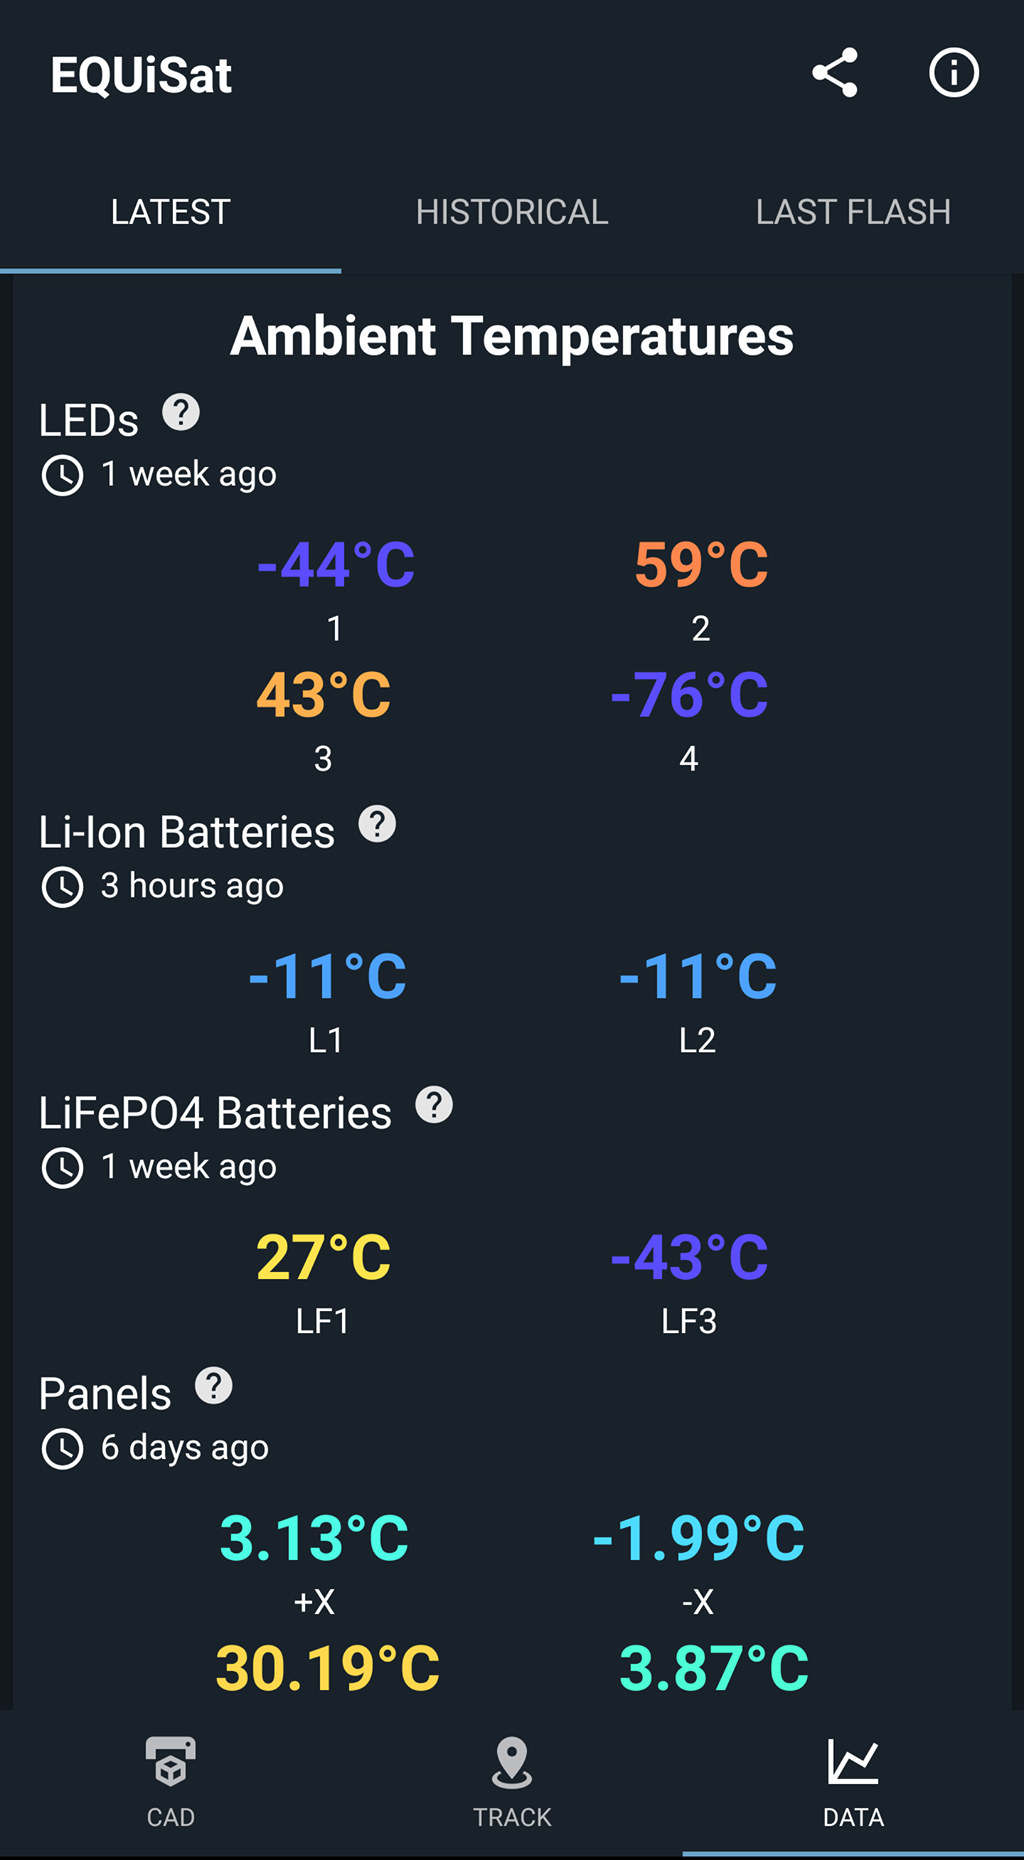 EQUiSat
LATEST HISTORICAL LAST FLASH
Ambient Temperatures
LEDs ?
1 week ago
-44°C 59°C
1 2
43°C -76°C
3 4
Li-Ion Batteries ?
3 hours ago
-11°C -11°C
L1 L2
LiFePO4 Batteries ?
1 week ago
27°C -43°C
LF1 LF3
Panels ?
6 days ago
3.13°C -1.99°C
+X -X
30.19°C 3.87°C
CAD TRACK DATA